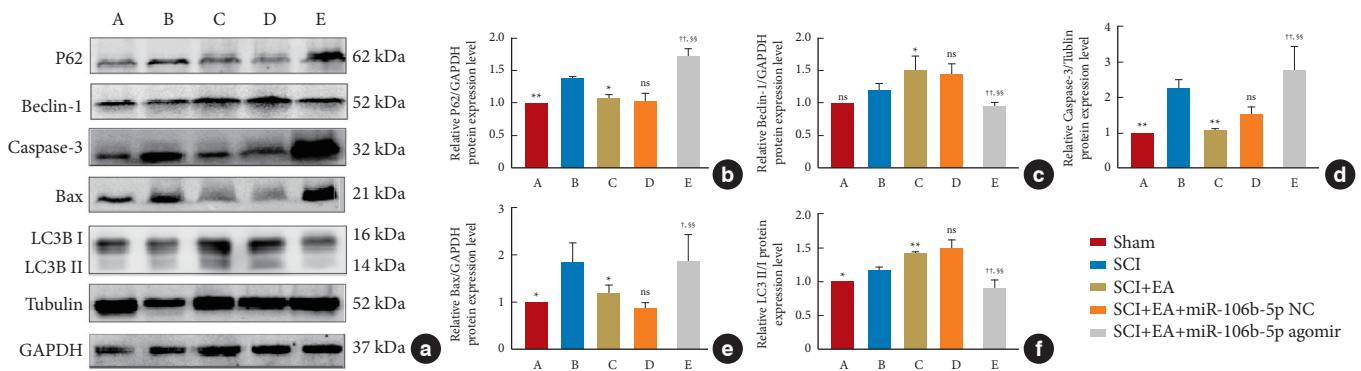 A B C D E
P62 62 kDa
Beclin-1 52 kDa
Caspase-3 32 kDa
Bax 21 kDa
LC3B I 16 kDa
LC3B II 14 kDa
Tubulin 52 kDa
GAPDH 37 kDa
a
Relative P62/GAPDH
protein expression level
2.0
1.5
1.0
0.5
0
** * ns ††, §§
A B C D E
b
Relative Beclin-1/GAPDH
protein expression level
2.0
1.5
1.0
0.5
0
ns * ns ††, §§
A B C D E
c
Relative Caspase-3/Tublin
protein expression level
4
3
2
1
0
** ** ns ††, §§
A B C D E
d
Relative Bax/GAPDH
protein expression level
3
2
1
0
* * ns †, §§
A B C D E
e
Relative LC3 II/I protein
expression level
2.0
1.5
1.0
0.5
0.0
* ** ns ††, §§
A B C D E
f
Sham
SCI
SCI+EA
SCI+EA+miR-106b-5p NC
SCI+EA+miR-106b-5p agomir